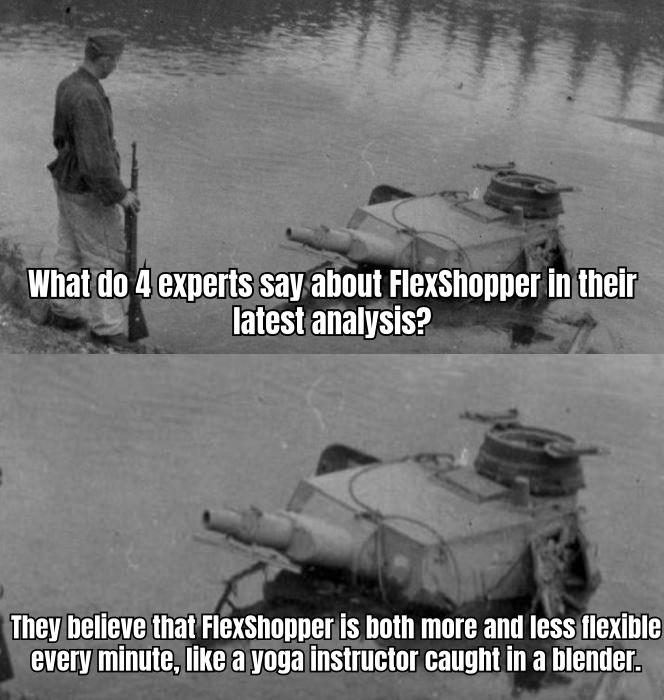 What do 4 experts say about FlexShopper in their
latest analysis?
They believe that FlexShopper is both more and less flexible
every minute, like a yoga instructor caught in a blender.